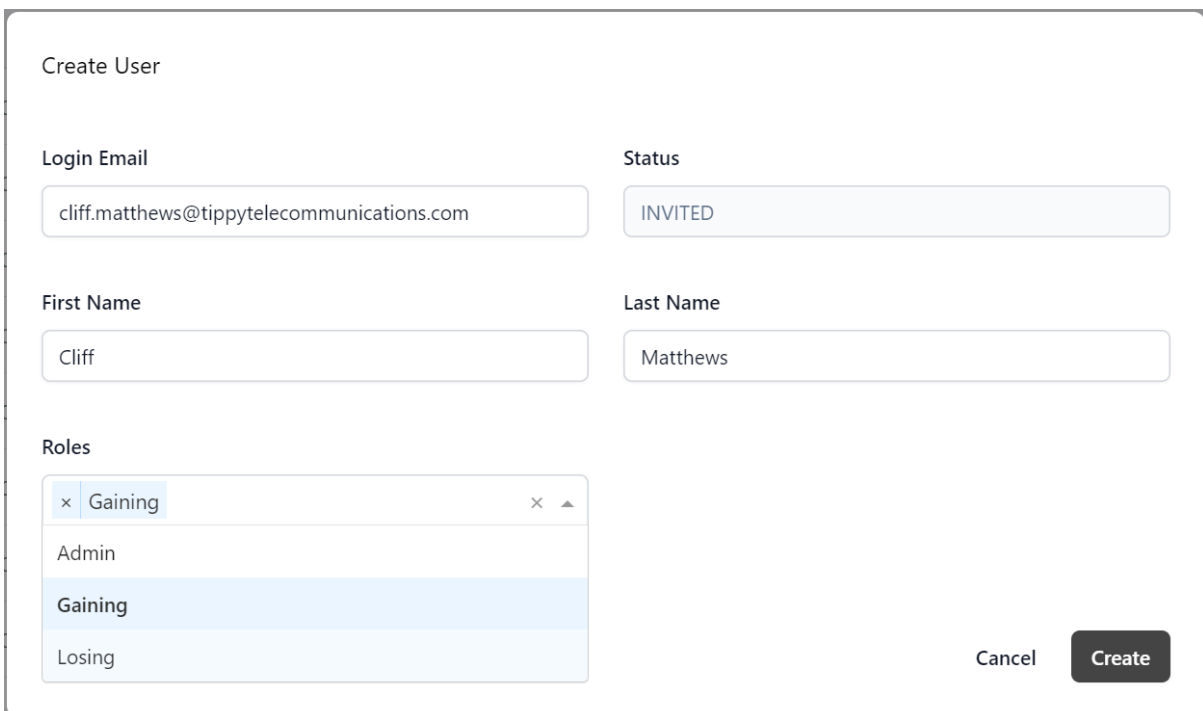 Create User
Login Email
Status
cliff.matthews@tippytelecommunications.com
INVITED
First Name
Last Name
Cliff
Matthews
Roles
× Gaining
Admin
Gaining
Losing
Cancel
Create